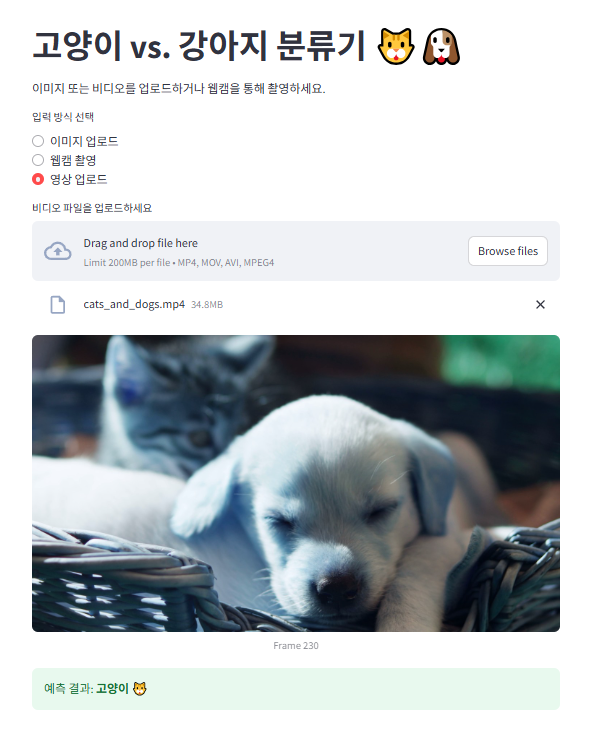 고양이 vs. 강아지 분류기 🐱🐶
이미지 또는 비디오를 업로드하거나 웹캠을 통해 촬영하세요.
입력 방식 선택
이미지 업로드
웹캠 촬영
영상 업로드
비디오 파일을 업로드하세요
Drag and drop file here
Limit 200MB per file • MP4, MOV, AVI, MPEG4
Browse files
cats_and_dogs.mp4 34.8MB
Frame 230
예측 결과: 고양이 🐱